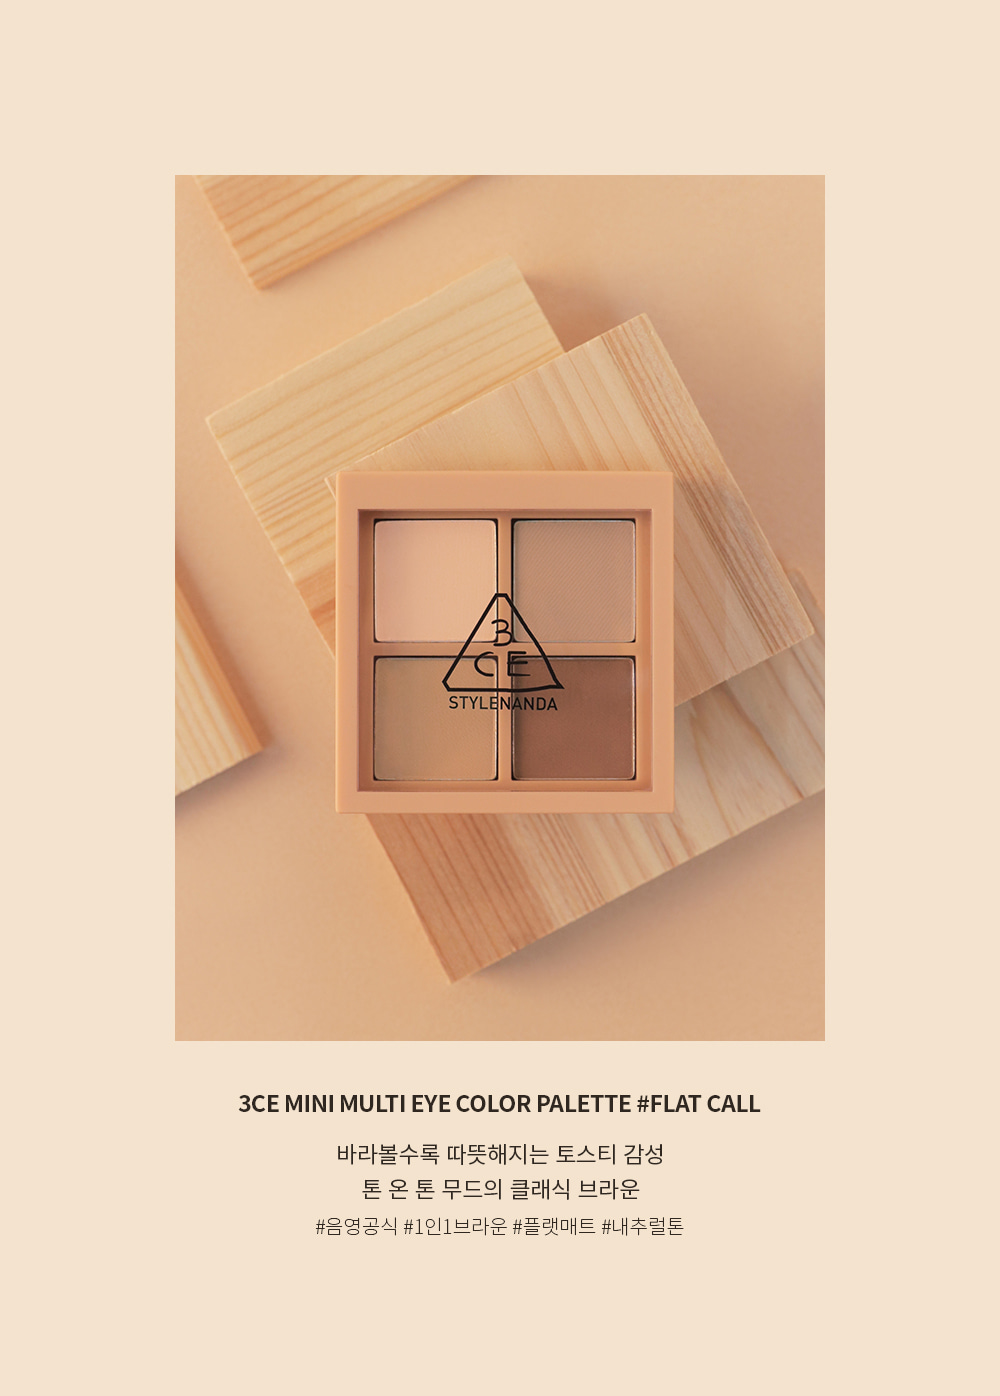 3
CE
STYLENANDA
3CE MINI MULTI EYE COLOR PALETTE #FLAT CALL
바라볼수록 따뜻해지는 토스티 감성
톤 온 톤 무드의 클래식 브라운
#음영공식 #1인1브라운 #플랫매트 #내추럴톤